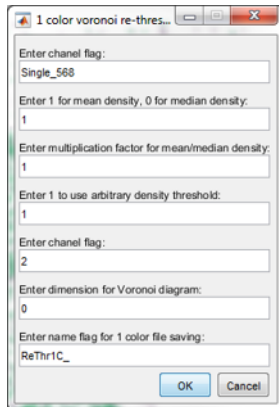 1 color voronoi re-thres...
Enter chanel flag:
Single_568
Enter 1 for mean density, 0 for median density:
1
Enter multiplication factor for mean/median density:
1
Enter 1 to use arbitrary density threshold:
1
Enter chanel flag:
2
Enter dimension for Voronoi diagram:
0
Enter name flag for 1 color file saving:
ReThr1C_
OK Cancel